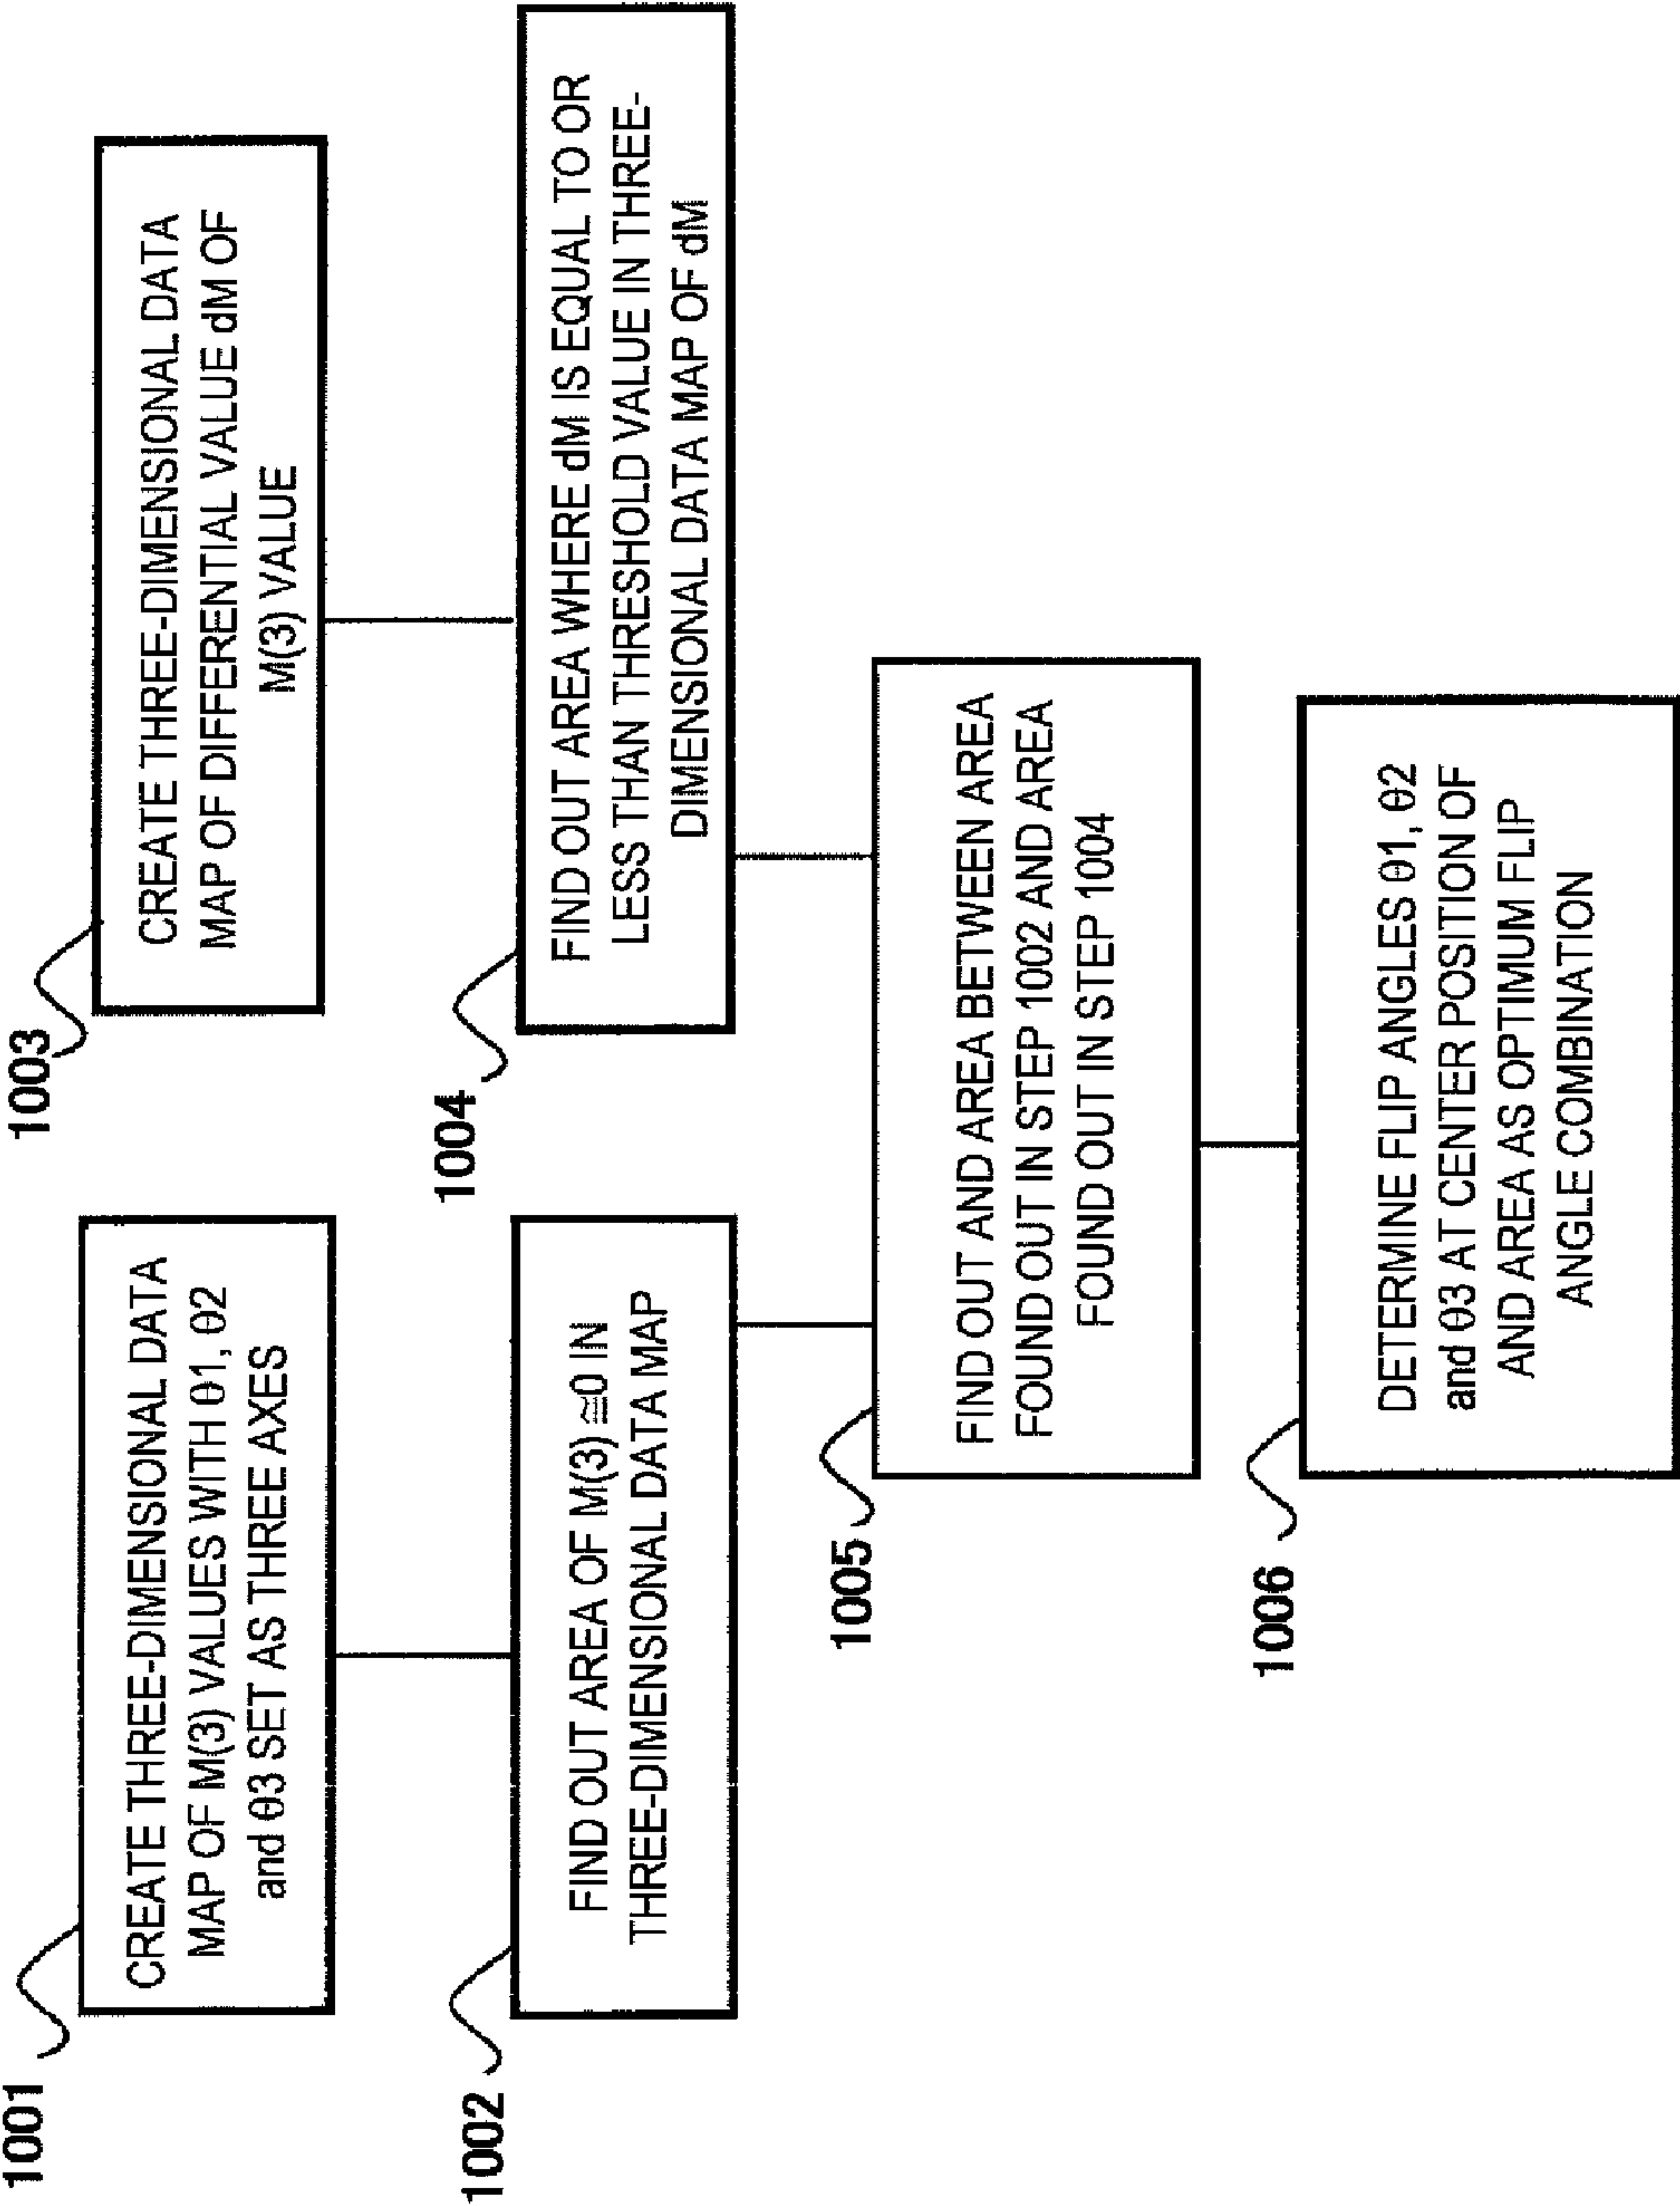 1001
CREATE THREE-DIMENSIONAL DATA
MAP OF M(3) VALUES WITH θ1, θ2
and θ3 SET AS THREE AXES
1002
FIND OUT AREA OF M(3) ≅0 IN
THREE-DIMENSIONAL DATA MAP
1003
CREATE THREE-DIMENSIONAL DATA
MAP OF DIFFERENTIAL VALUE dM OF
M(3) VALUE
1004
FIND OUT AREA WHERE dM IS EQUAL TO OR
LESS THAN THRESHOLD VALUE IN THREE-
DIMENSIONAL DATA MAP OF dM
1005
FIND OUT AND AREA BETWEEN AREA
FOUND OUT IN STEP 1002 AND AREA
FOUND OUT IN STEP 1004
1006
DETERMINE FLIP ANGLES θ1, θ2
and θ3 AT CENTER POSITION OF
AND AREA AS OPTIMUM FLIP
ANGLE COMBINATION